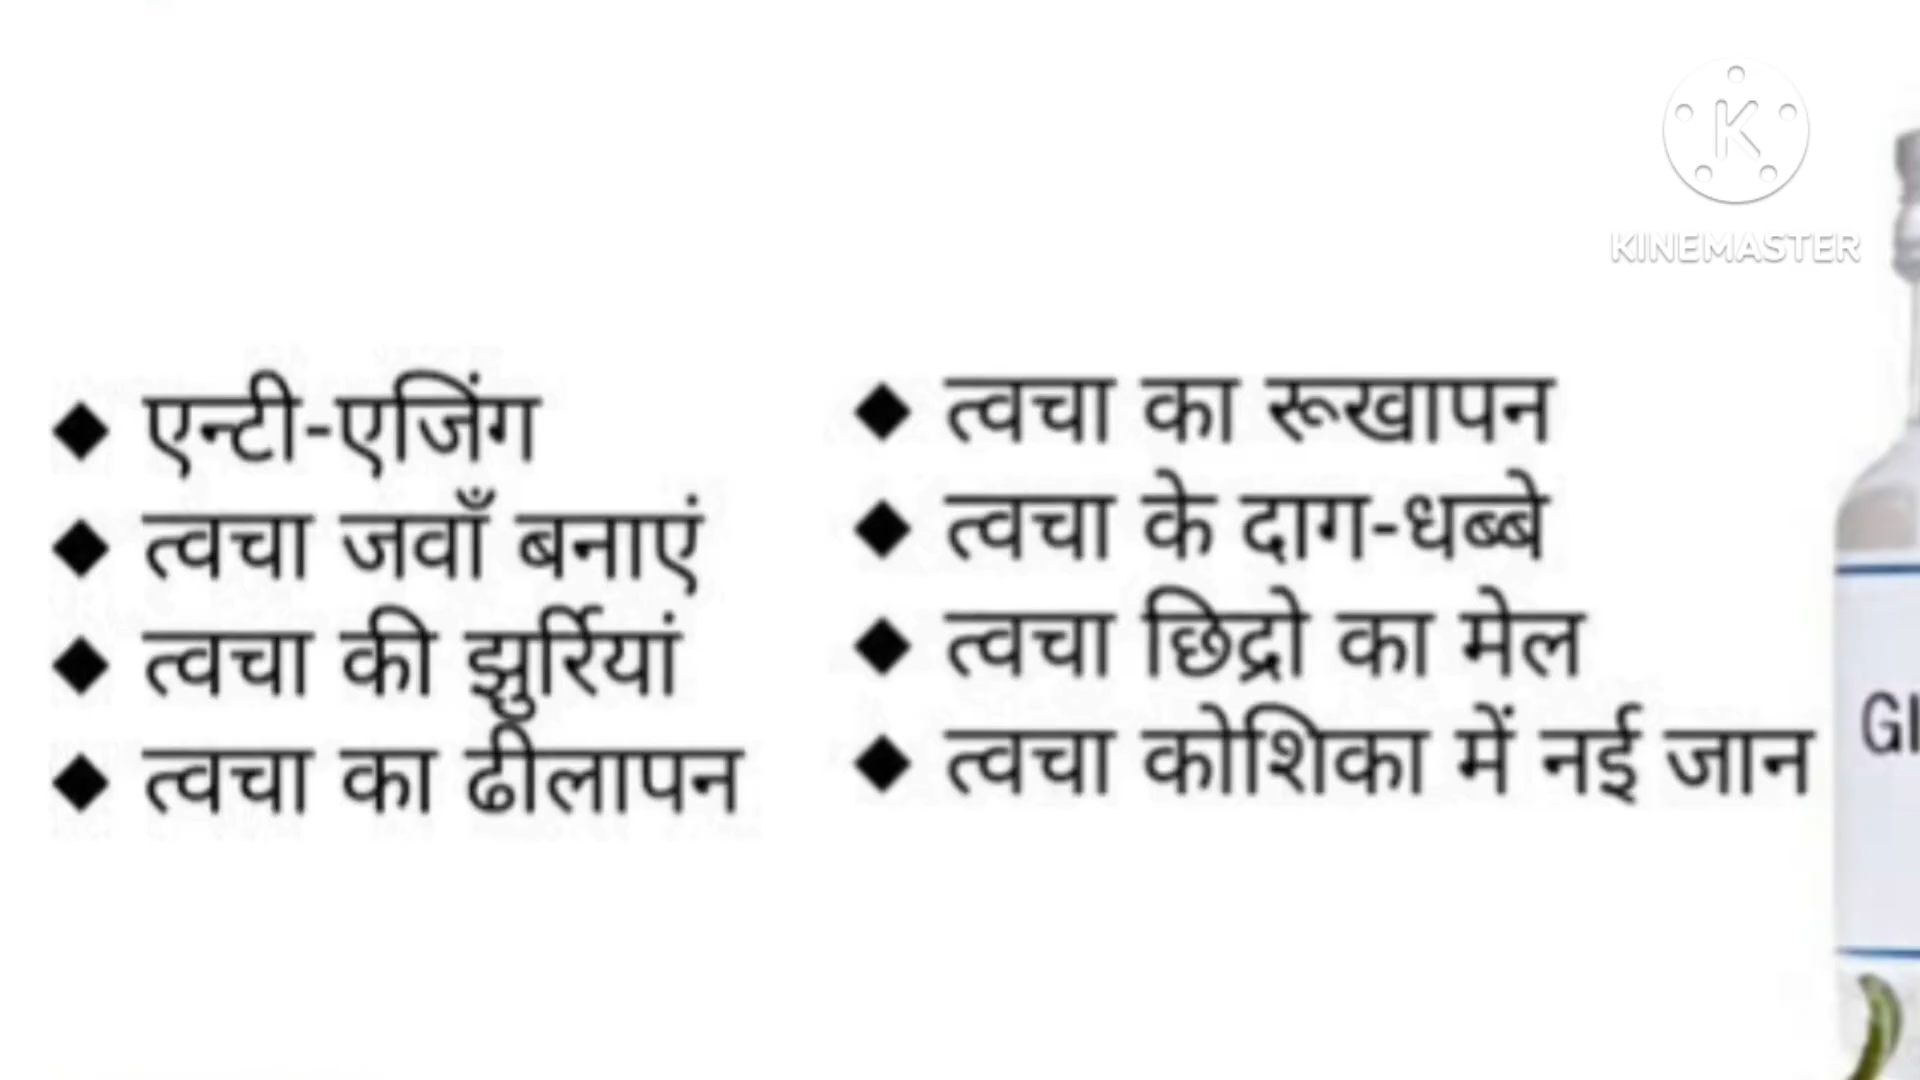 KINEMASTER
◆ एन्टी-एजिंग
◆ त्वचा जवाँ बनाएं
◆ त्वचा की झुर्रियां
◆ त्वचा का ढीलापन
◆ त्वचा का रूखापन
◆ त्वचा के दाग-धब्बे
◆ त्वचा छिद्रो का मेल
◆ त्वचा कोशिका में नई जान